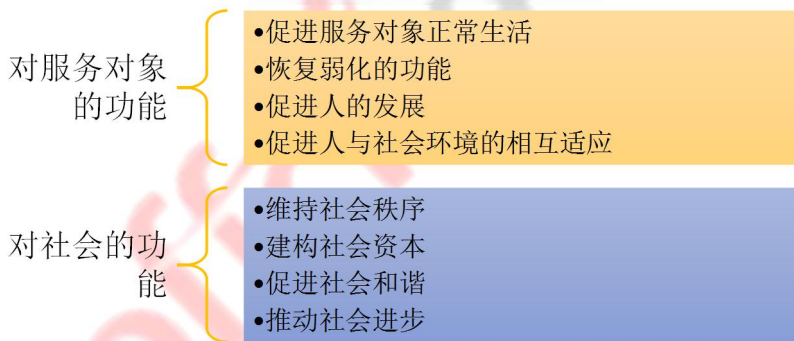 对服务对象
的功能
•促进服务对象正常生活
•恢复弱化的功能
•促进人的发展
•促进人与社会环境的相互适应
对社会的功
能
•维持社会秩序
•建构社会资本
•促进社会和谐
•推动社会进步